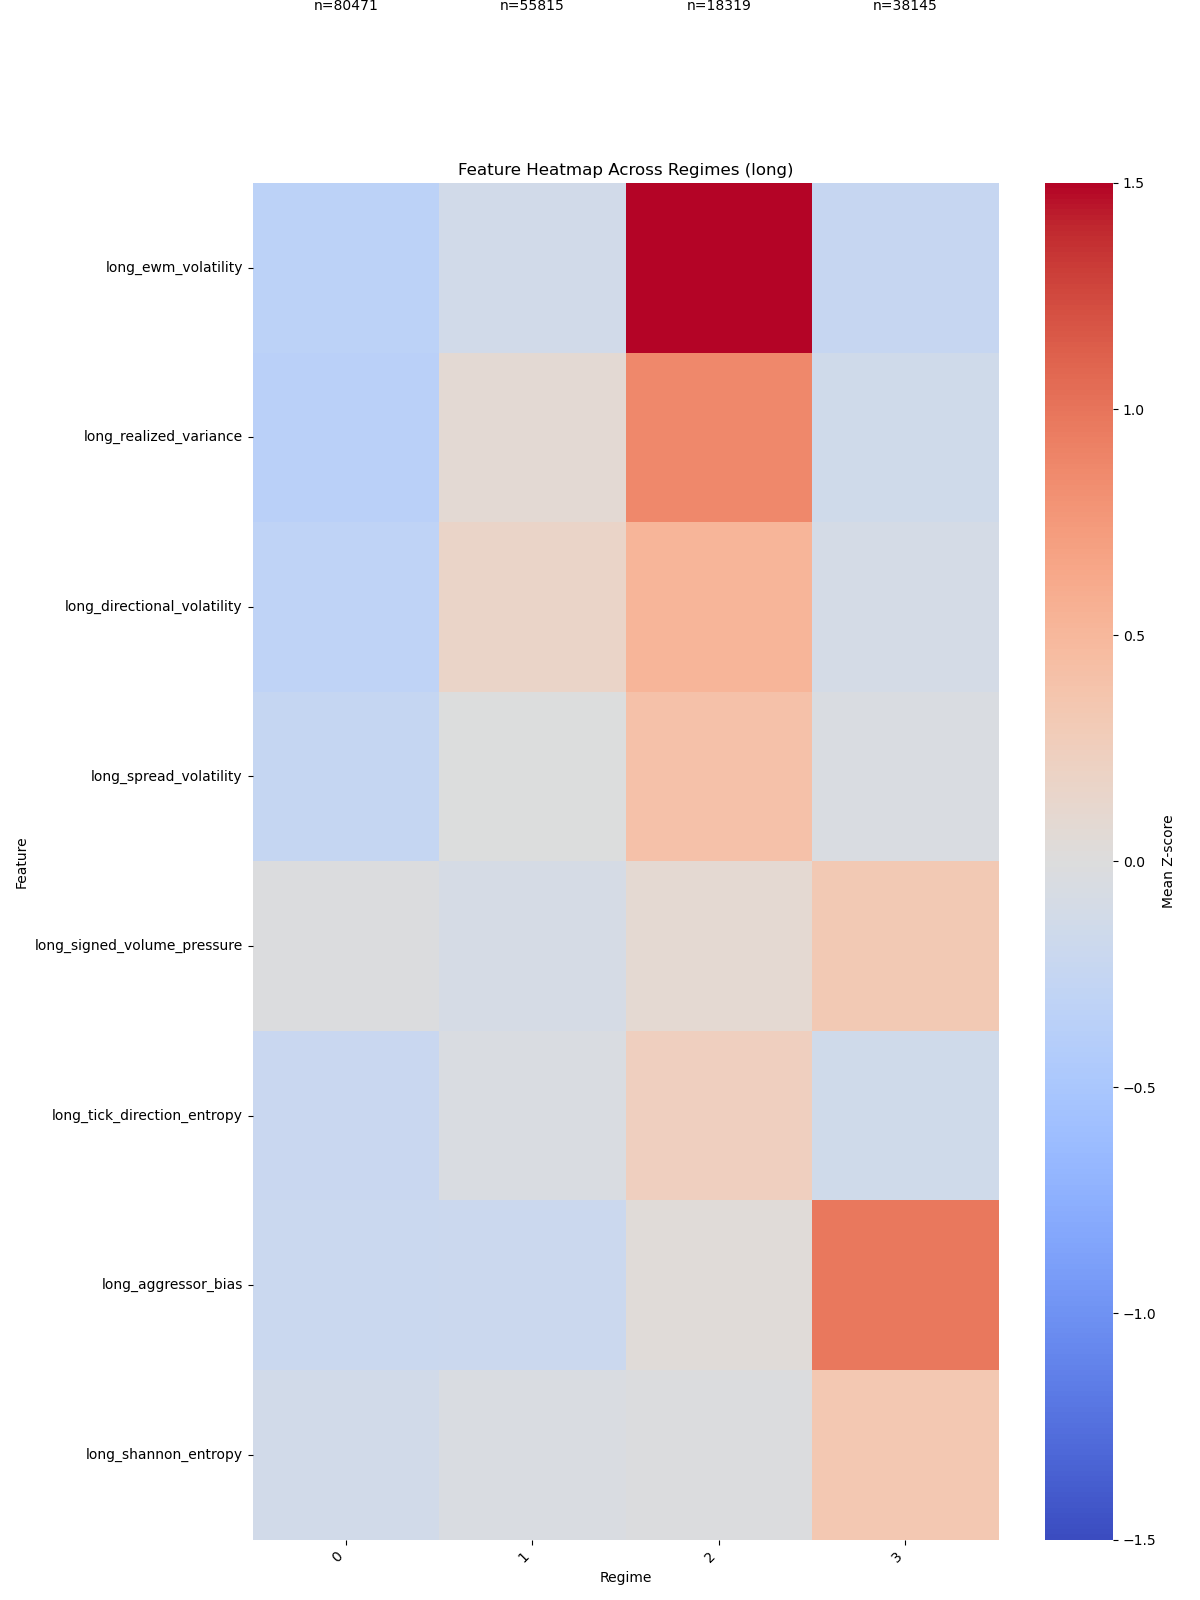 n=80471 n=55815 n=18319 n=38145
Feature Heatmap Across Regimes (long)
long_ewm_volatility
long_realized_variance
long_directional_volatility
long_spread_volatility
long_signed_volume_pressure
long_tick_direction_entropy
long_aggressor_bias
long_shannon_entropy
Feature
0 1 2 3
Regime
1.5
1.0
0.5
0.0
−0.5
−1.0
−1.5
Mean Z-score